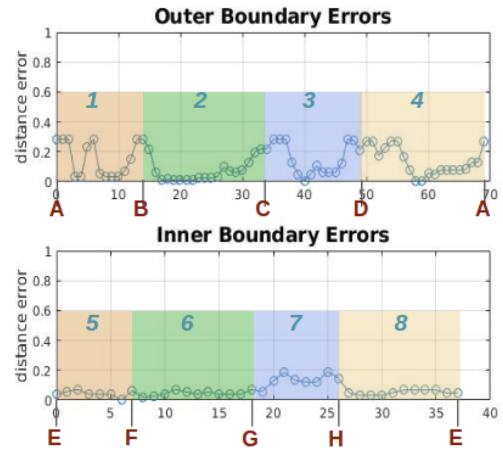 Outer Boundary Errors
distance error
1
0.8
0.6
0.4
0.2
0
1 2 3 4
0 10 20 30 40 50 60 70
A B C D A
Inner Boundary Errors
distance error
1
0.8
0.6
0.4
0.2
0
5 6 7 8
0 5 10 15 20 25 30 35 40
E F G H E